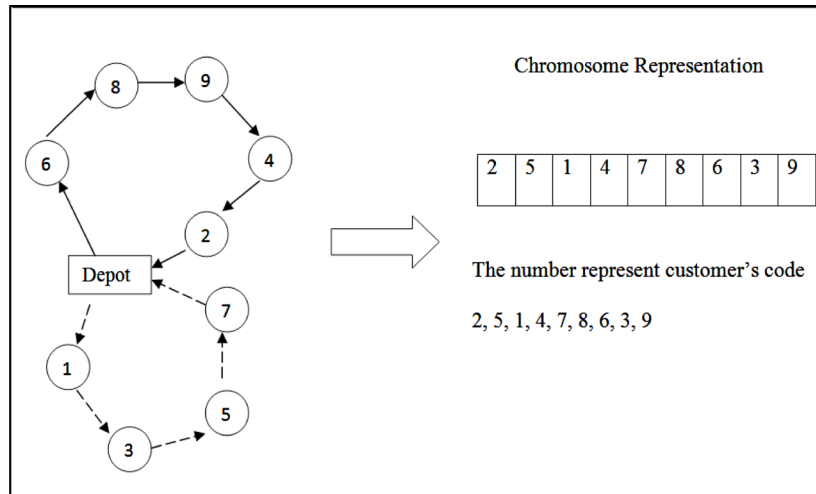 8
9
6
4
2
Depot
7
1
5
3
Chromosome Representation
2 5 1 4 7 8 6 3 9
The number represent customer's code
2, 5, 1, 4, 7, 8, 6, 3, 9